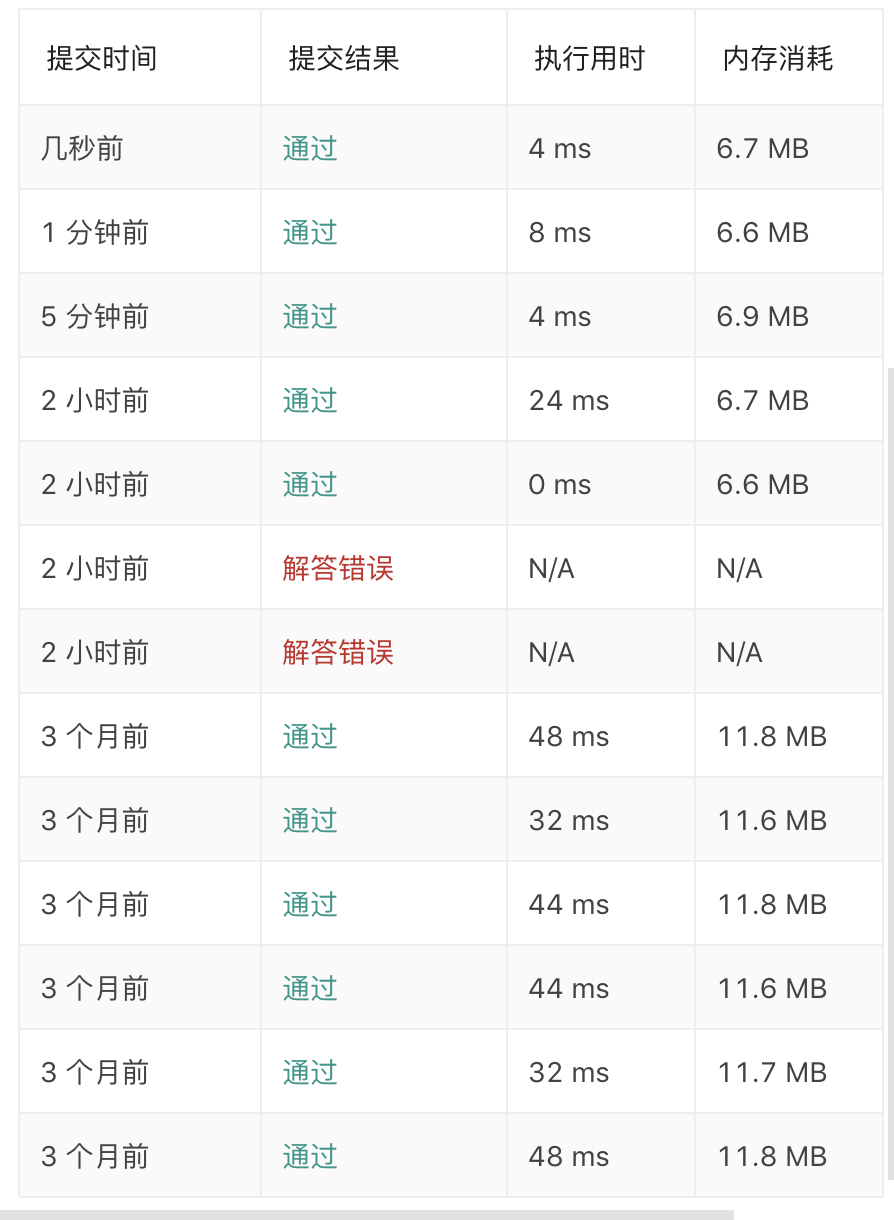 提交时间 提交结果 执行用时 内存消耗
几秒前 通过 4 ms 6.7 MB
1 分钟前 通过 8 ms 6.6 MB
5 分钟前 通过 4 ms 6.9 MB
2 小时前 通过 24 ms 6.7 MB
2 小时前 通过 0 ms 6.6 MB
2 小时前 解答错误 N/A N/A
2 小时前 解答错误 N/A N/A
3 个月前 通过 48 ms 11.8 MB
3 个月前 通过 32 ms 11.6 MB
3 个月前 通过 44 ms 11.8 MB
3 个月前 通过 44 ms 11.6 MB
3 个月前 通过 32 ms 11.7 MB
3 个月前 通过 48 ms 11.8 MB